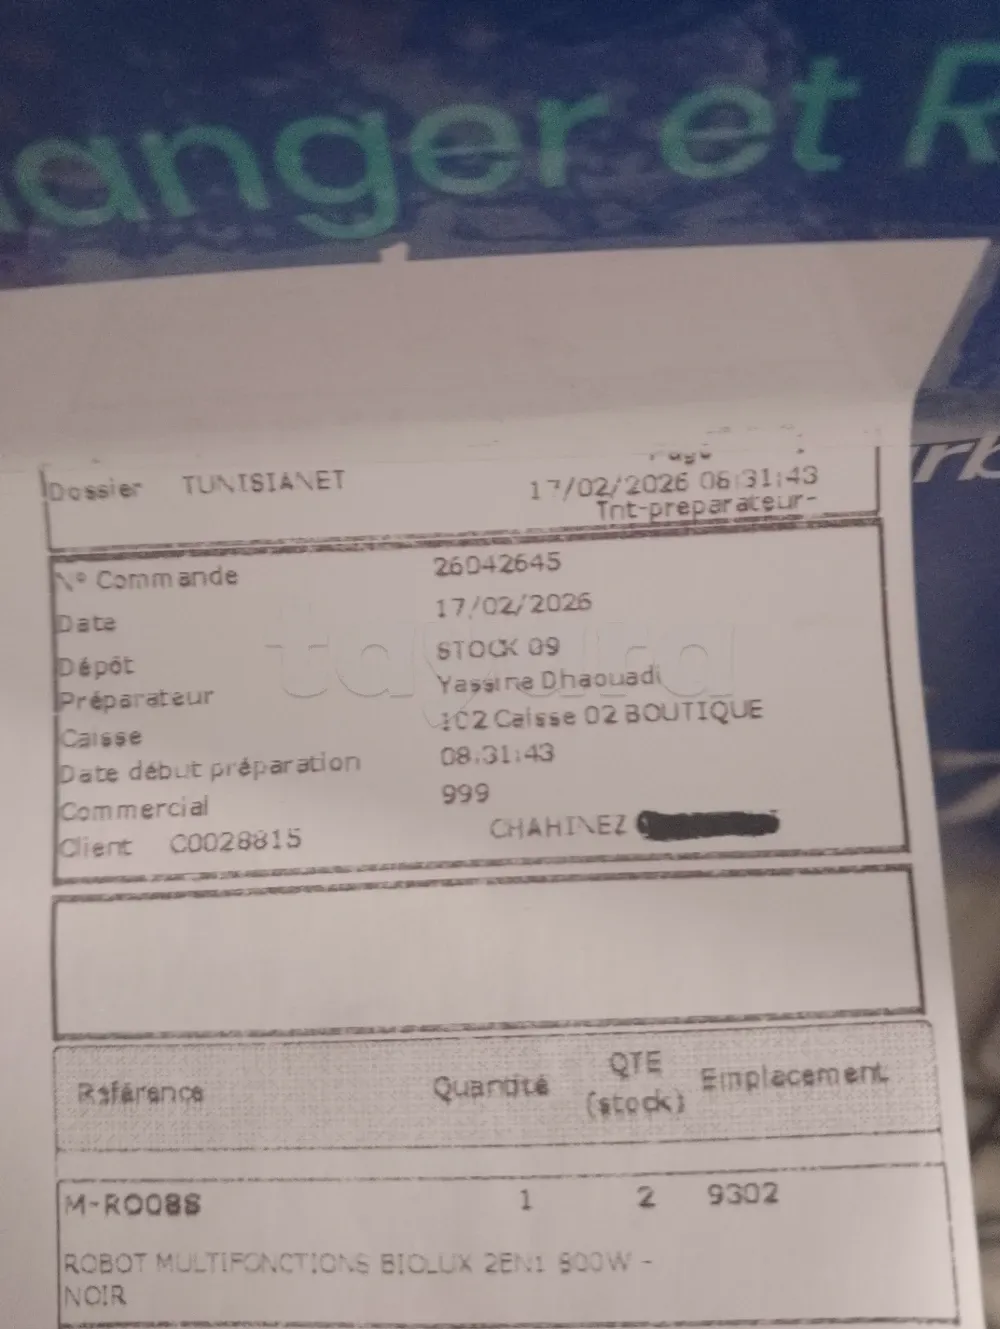 anger et R
Dossier TUNISIANET
17/02/2026 08:31:43
Tnt-preparateur-
N° Commande 26042645
Date 17/02/2026
Dépôt STOCK 09
Préparateur Yassine Dhaouadi
Caisse 102 Caisse 02 BOUTIQUE
Date début préparation 08:31:43
Commercial 999
Client C0028815 CHAHINEZ
Référence Quantité QTE (stock) Emplacement
M-RO08S 1 2 9302
ROBOT MULTIFONCTIONS BIOLUX 2EN1 800W -
NOIR
tayara